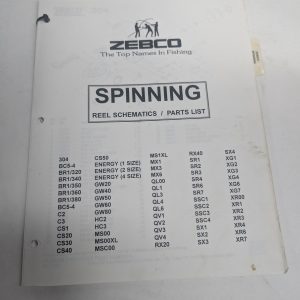 ZEBCO
The Top Names In Fishing
SPINNING
REEL SCHEMATICS / PARTS LIST
304 CS50 MS1XL RX40 SX4
BC5-4 ENERGY (1 SIZE) MX1 SR1 XG1
BR1/320 ENERGY (2 SIZE) MX3 SR2 XG2
BR1/340 ENERGY (4 SIZE) MX6 SR3 XG3
BR1/350 GW20 QL00 SR4 XG4
BR1/360 GW40 QL1 SR6 XG6
BR1/380 GW50 QL3 SR7 XG7
BC5-4 GW60 QL4 SSC1 XR00
C2 GW80 QL6 SSC2 XR1
C3 HC2 QV1 SSC3 XR2
CS1 HC3 QV2 SSC4 XR3
CS20 MS00 QV3 SX1 XR4
CS30 MS00XL QV4 SX2 XR6
CS40 MSC00 RX20 SX3 XR7